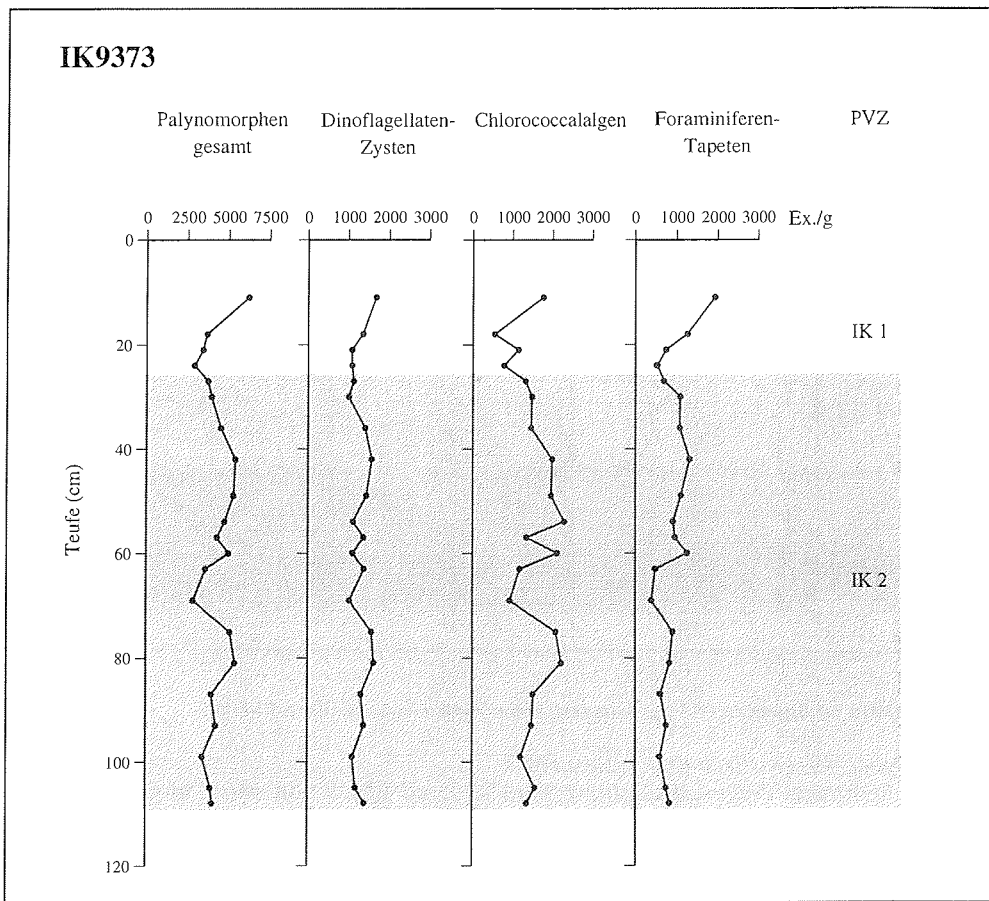 IK9373
Palynomorphen Dinoflagellaten- Chlorococcalalgen Foraminiferen- PVZ
gesamt Zysten Tapeten
0 2500 5000 7500 0 1000 2000 3000 0 1000 2000 3000 0 1000 2000 3000 Ex./g
0
20
40
60
80
100
120
Teufe (cm)
IK 1
IK 2